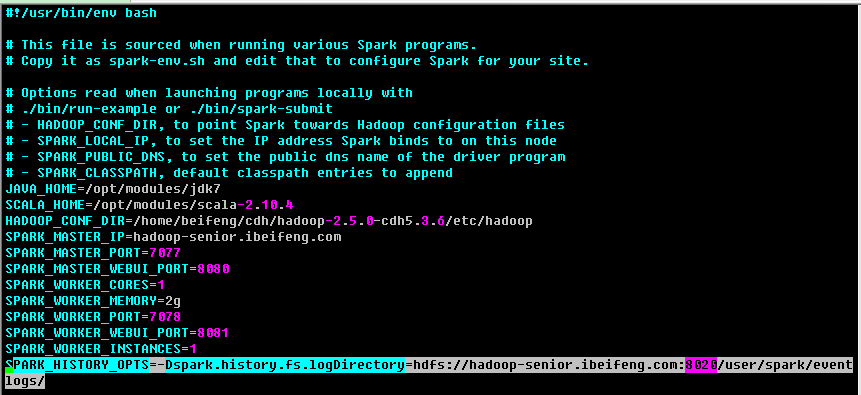 #!/usr/bin/env bash
# This file is sourced when running various Spark programs.
# Copy it as spark-env.sh and edit that to configure Spark for your site.
# Options read when launching programs locally with
# ./bin/run-example or ./bin/spark-submit
# - HADOOP_CONF_DIR, to point Spark towards Hadoop configuration files
# - SPARK_LOCAL_IP, to set the IP address Spark binds to on this node
# - SPARK_PUBLIC_DNS, to set the public dns name of the driver program
# - SPARK_CLASSPATH, default classpath entries to append
JAVA_HOME=/opt/modules/jdk7
SCALA_HOME=/opt/modules/scala-2.10.4
HADOOP_CONF_DIR=/home/beifeng/cdh/hadoop-2.5.0-cdh5.3.6/etc/hadoop
SPARK_MASTER_IP=hadoop-senior.ibeifeng.com
SPARK_MASTER_PORT=7077
SPARK_MASTER_WEBUI_PORT=8080
SPARK_WORKER_CORES=1
SPARK_WORKER_MEMORY=2g
SPARK_WORKER_PORT=7078
SPARK_WORKER_WEBUI_PORT=8081
SPARK_WORKER_INSTANCES=1
SPARK_HISTORY_OPTS=-Dspark.history.fs.logDirectory=hdfs://hadoop-senior.ibeifeng.com:8020/user/spark/event
logs/